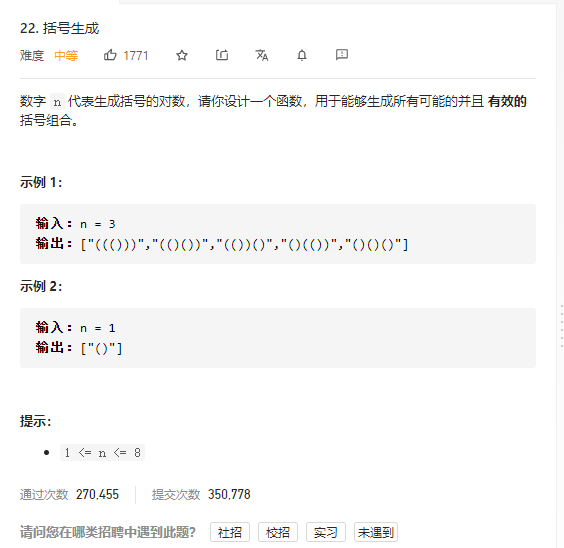 22. 括号生成
难度 中等 1771
数字 n 代表生成括号的对数，请你设计一个函数，用于能够生成所有可能的并且 有效的
括号组合。
示例 1：
输入：n = 3
输出：["((()))","(()())","(())()","()(())","()()()"]
示例 2：
输入：n = 1
输出：["()"]
提示：
• 1 <= n <= 8
通过次数 270,455 提交次数 350,778
请问您在哪类招聘中遇到此题？ 社招 校招 实习 未遇到